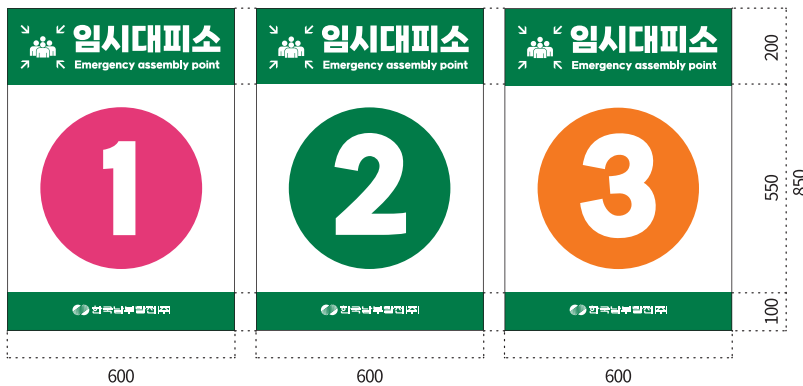 임시대피소
Emergency assembly point
1
한국남부발전(주)
600
임시대피소
Emergency assembly point
2
한국남부발전(주)
600
임시대피소
Emergency assembly point
3
한국남부발전(주)
600
200
550
100
850